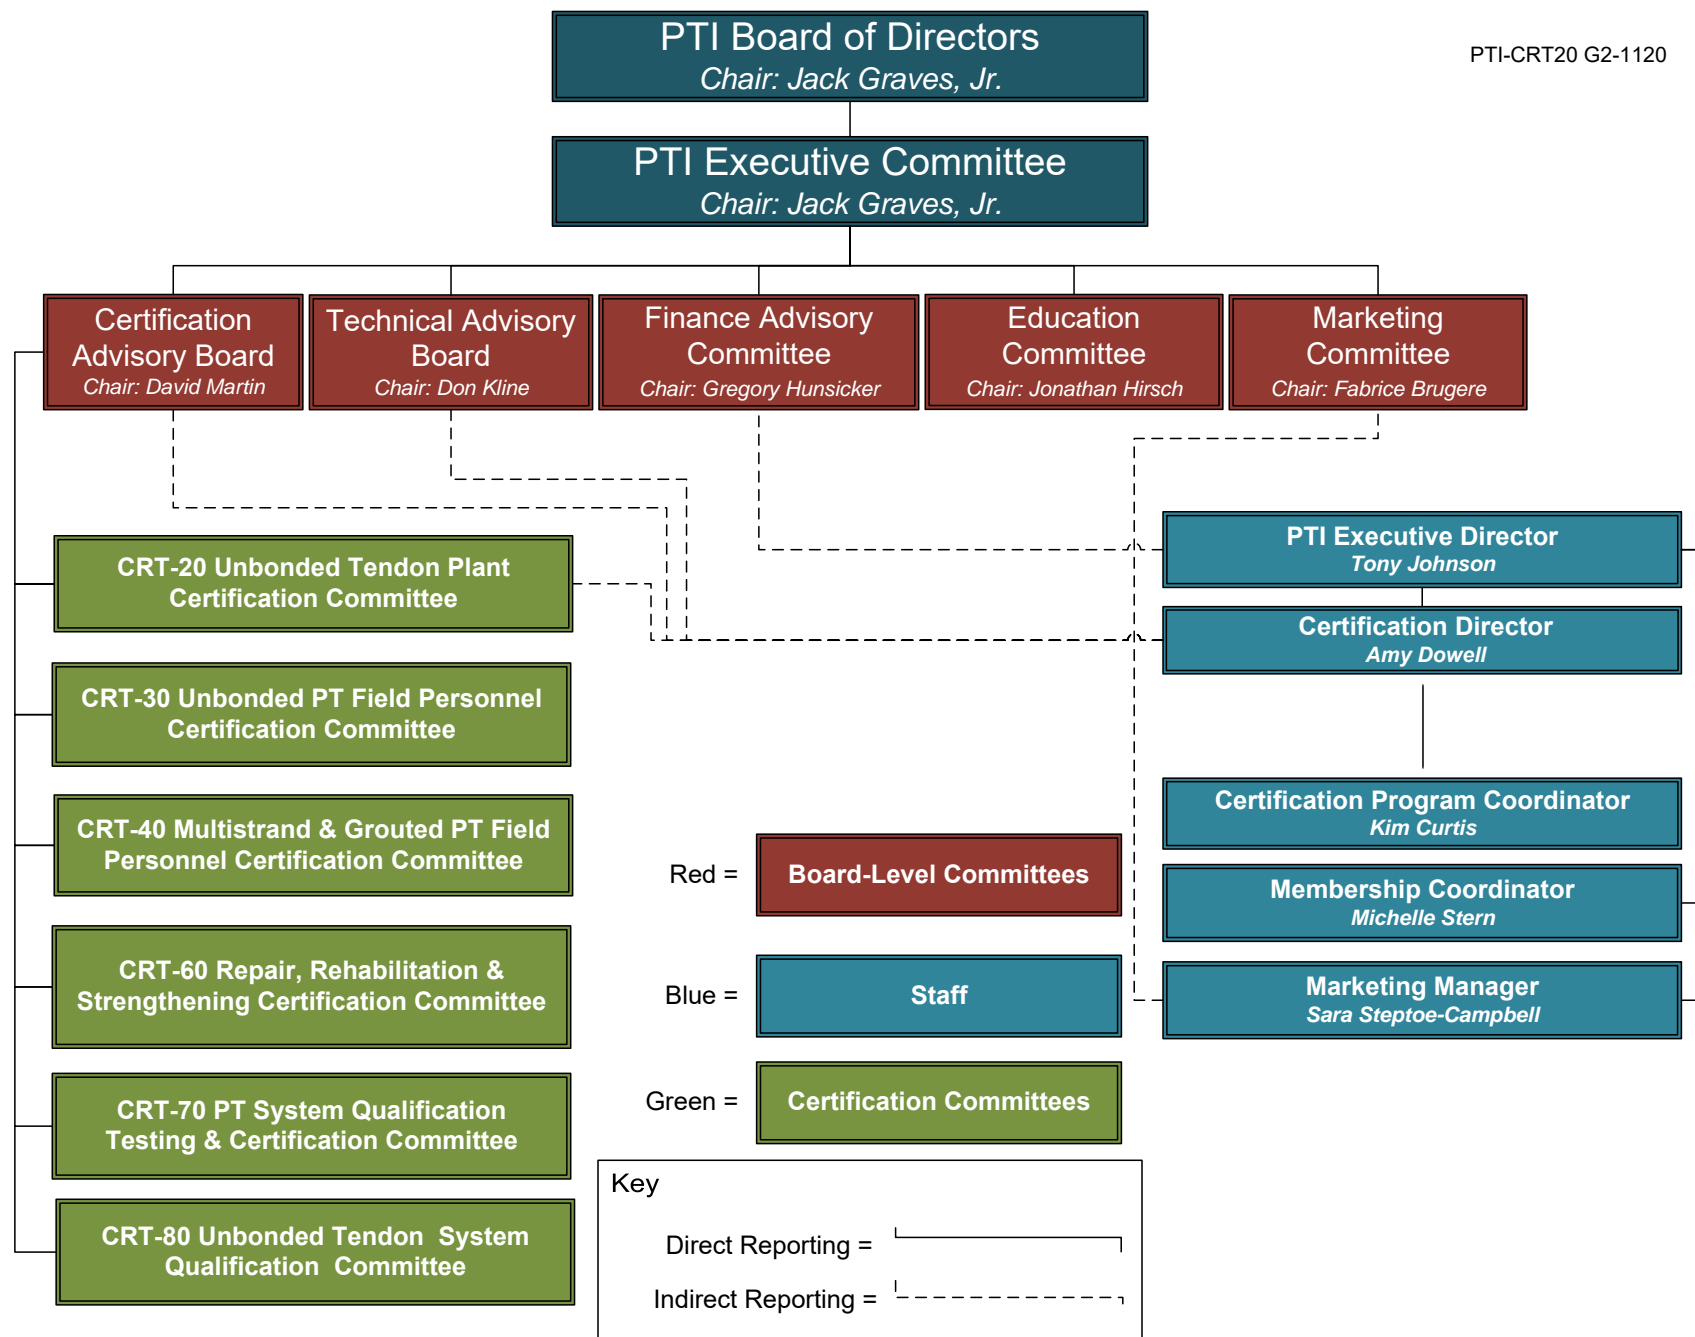 PTI Board of Directors
Chair: Jack Graves, Jr.
PTI-CRT20 G2-1120
PTI Executive Committee
Chair: Jack Graves, Jr.
Certification
Advisory Board
Chair: David Martin
Technical Advisory
Board
Chair: Don Kline
Finance Advisory
Committee
Chair: Gregory Hunsicker
Education
Committee
Chair: Jonathan Hirsch
Marketing
Committee
Chair: Fabrice Brugere
CRT-20 Unbonded Tendon Plant
Certification Committee
CRT-30 Unbonded PT Field Personnel
Certification Committee
CRT-40 Multistrand & Grouted PT Field
Personnel Certification Committee
CRT-60 Repair, Rehabilitation &
Strengthening Certification Committee
CRT-70 PT System Qualification
Testing & Certification Committee
CRT-80 Unbonded Tendon System
Qualification Committee
PTI Executive Director
Tony Johnson
Certification Director
Amy Dowell
Certification Program Coordinator
Kim Curtis
Membership Coordinator
Michelle Stern
Marketing Manager
Sara Steptoe-Campbell
Red = Board-Level Committees
Blue = Staff
Green = Certification Committees
Key
Direct Reporting =
Indirect Reporting =